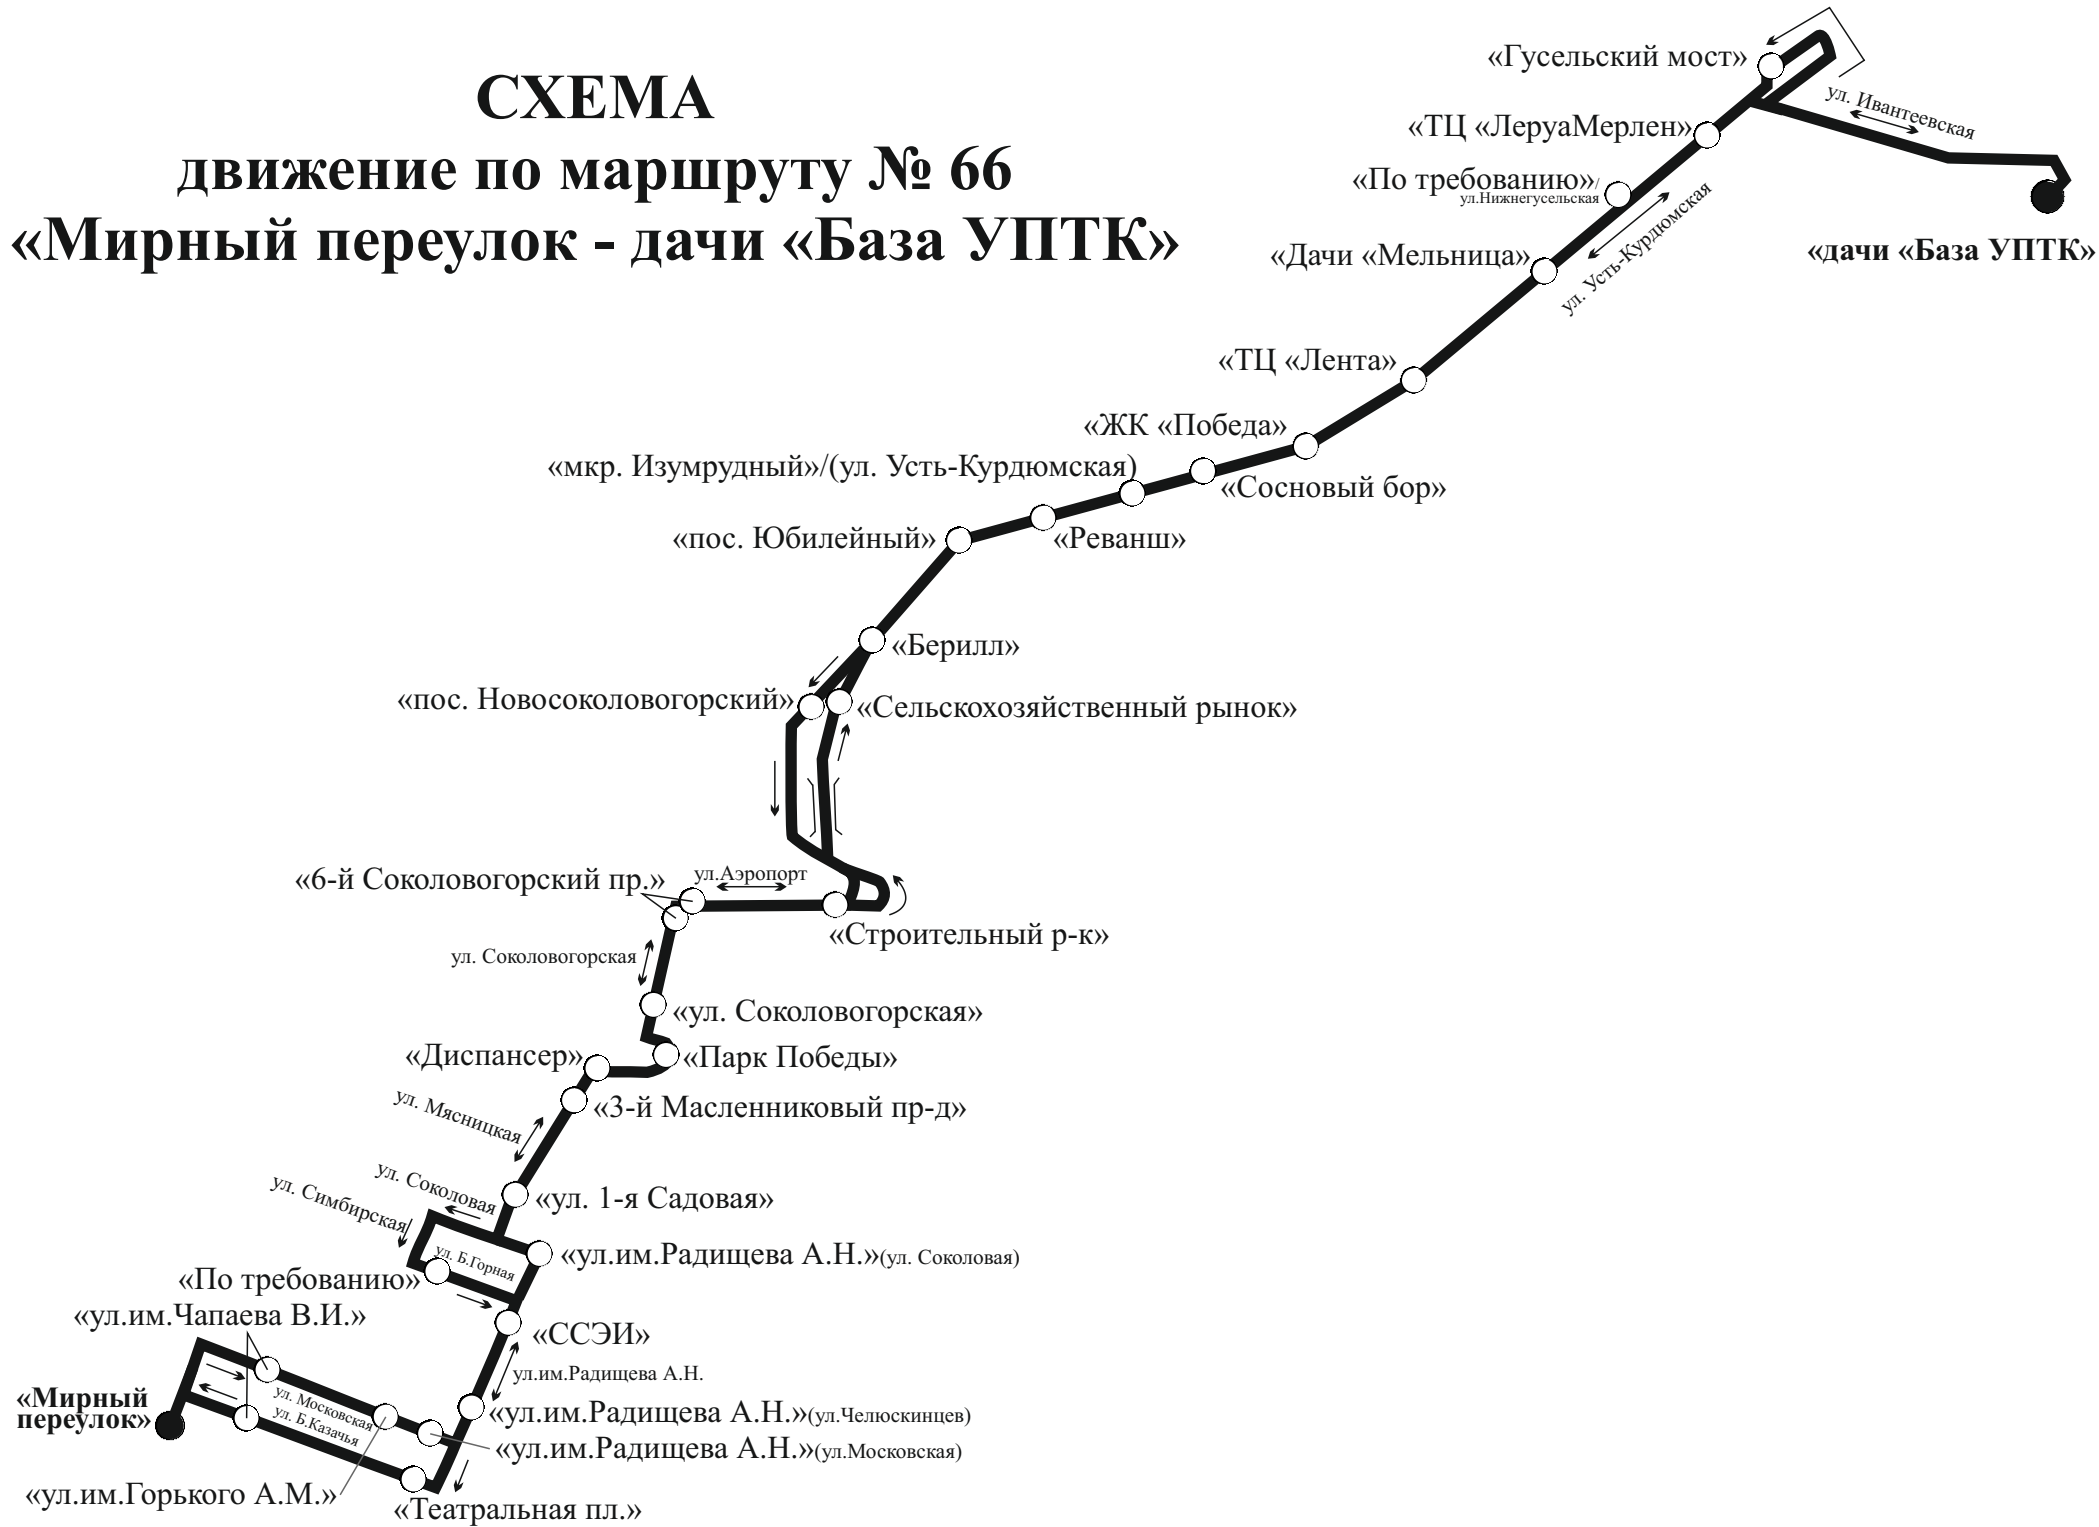 СХЕМА
движение по маршруту № 66
«Мирный переулок - дачи «База УПТК»
«Гусельский мост»
ул. Ивантеевская
«ТЦ «ЛеруаМерлен»
«По требованию»/
ул.Нижнегусельская
ул. Усть-Курдюмская
«дачи «База УПТК»
«Дачи «Мельница»
«ТЦ «Лента»
«ЖК «Победа»
«мкр. Изумрудный»/(ул. Усть-Курдюмская)
«Сосновый бор»
«пос. Юбилейный»
«Реванш»
«Берилл»
«пос. Новосоколовогорский»
«Сельскохозяйственный рынок»
«6-й Соколовогорский пр.»
ул.Аэропорт
«Строительный р-к»
ул. Соколовогорская
«ул. Соколовогорская»
«Диспансер»
«Парк Победы»
ул. Мясницкая
«3-й Масленниковый пр-д»
ул. Соколовая
ул. Симбирская
«ул. 1-я Садовая»
ул. Б.Горная
«ул.им.Радищева А.Н.»(ул. Соколовая)
«По требованию»
«ул.им.Чапаева В.И.»
«ССЭИ»
ул.им.Радищева А.Н.
«Мирный
переулок»
ул. Московская
ул. Б.Казачья
«ул.им.Радищева А.Н.»(ул.Челюскинцев)
«ул.им.Радищева А.Н.»(ул.Московская)
«ул.им.Горького А.М.»
«Театральная пл.»